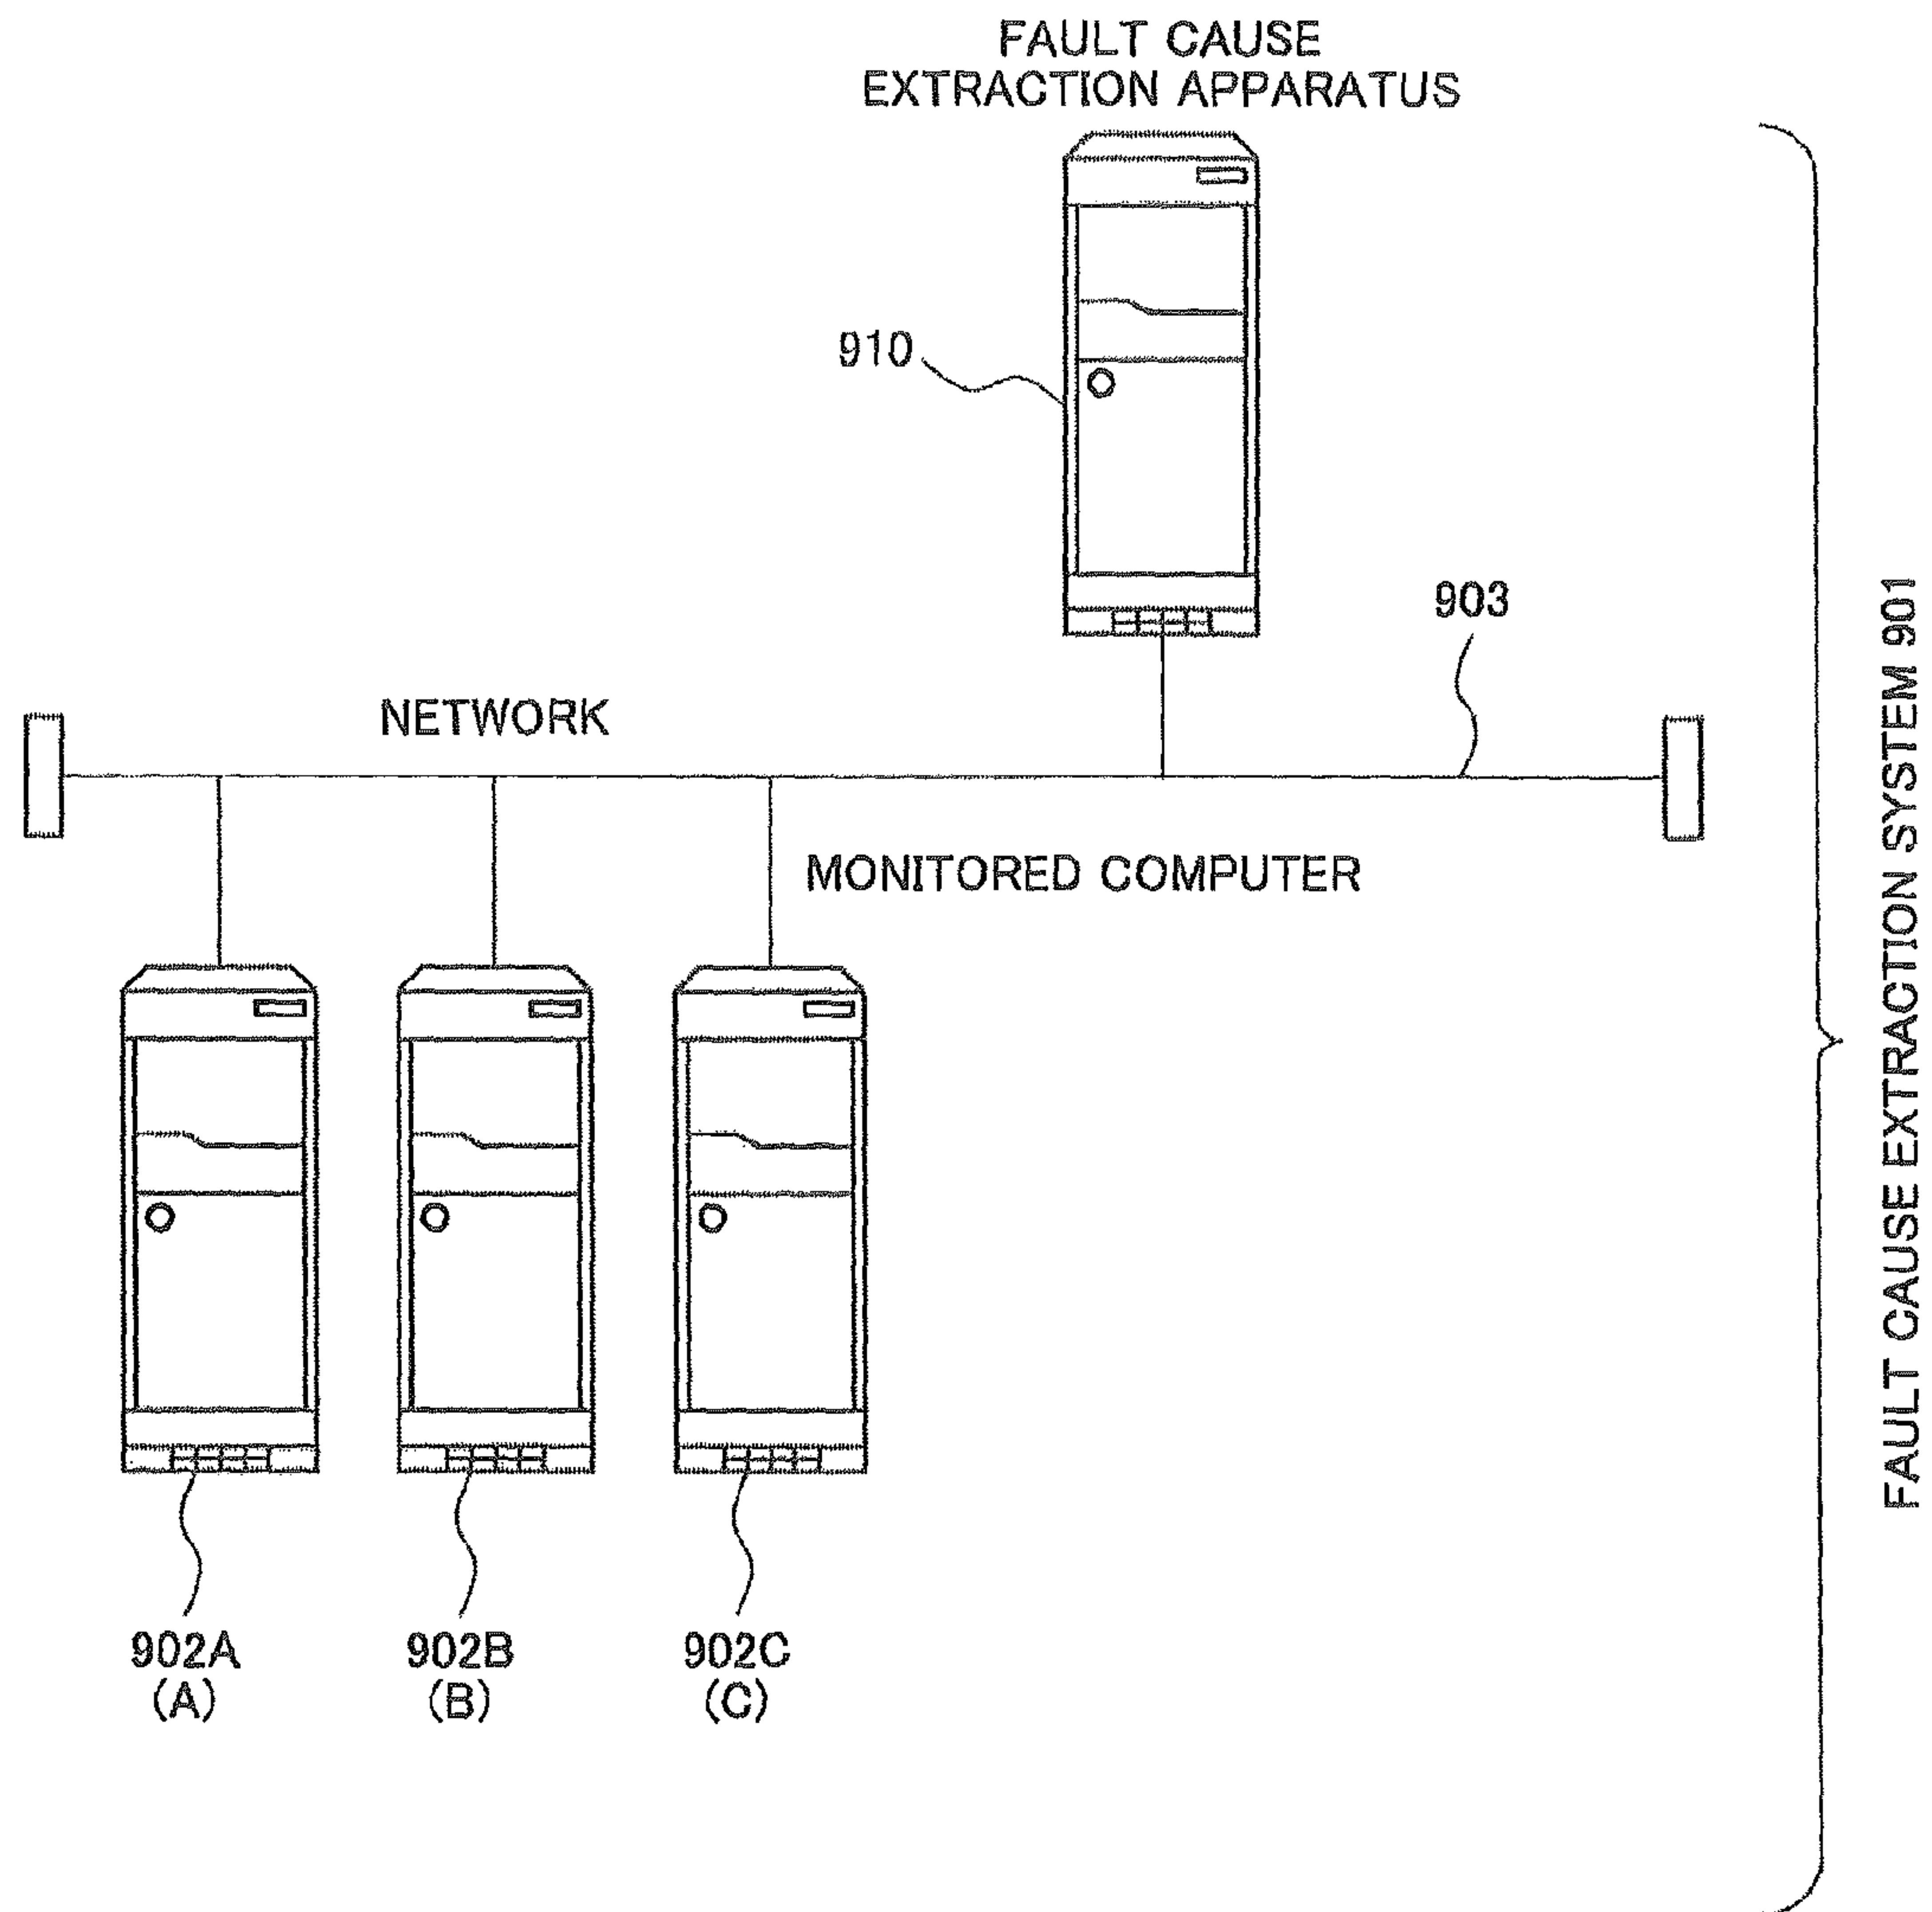 FAULT CAUSE
EXTRACTION APPARATUS
910
903
NETWORK
MONITORED COMPUTER
902A
(A)
902B
(B)
902C
(C)
FAULT CAUSE EXTRACTION SYSTEM 901